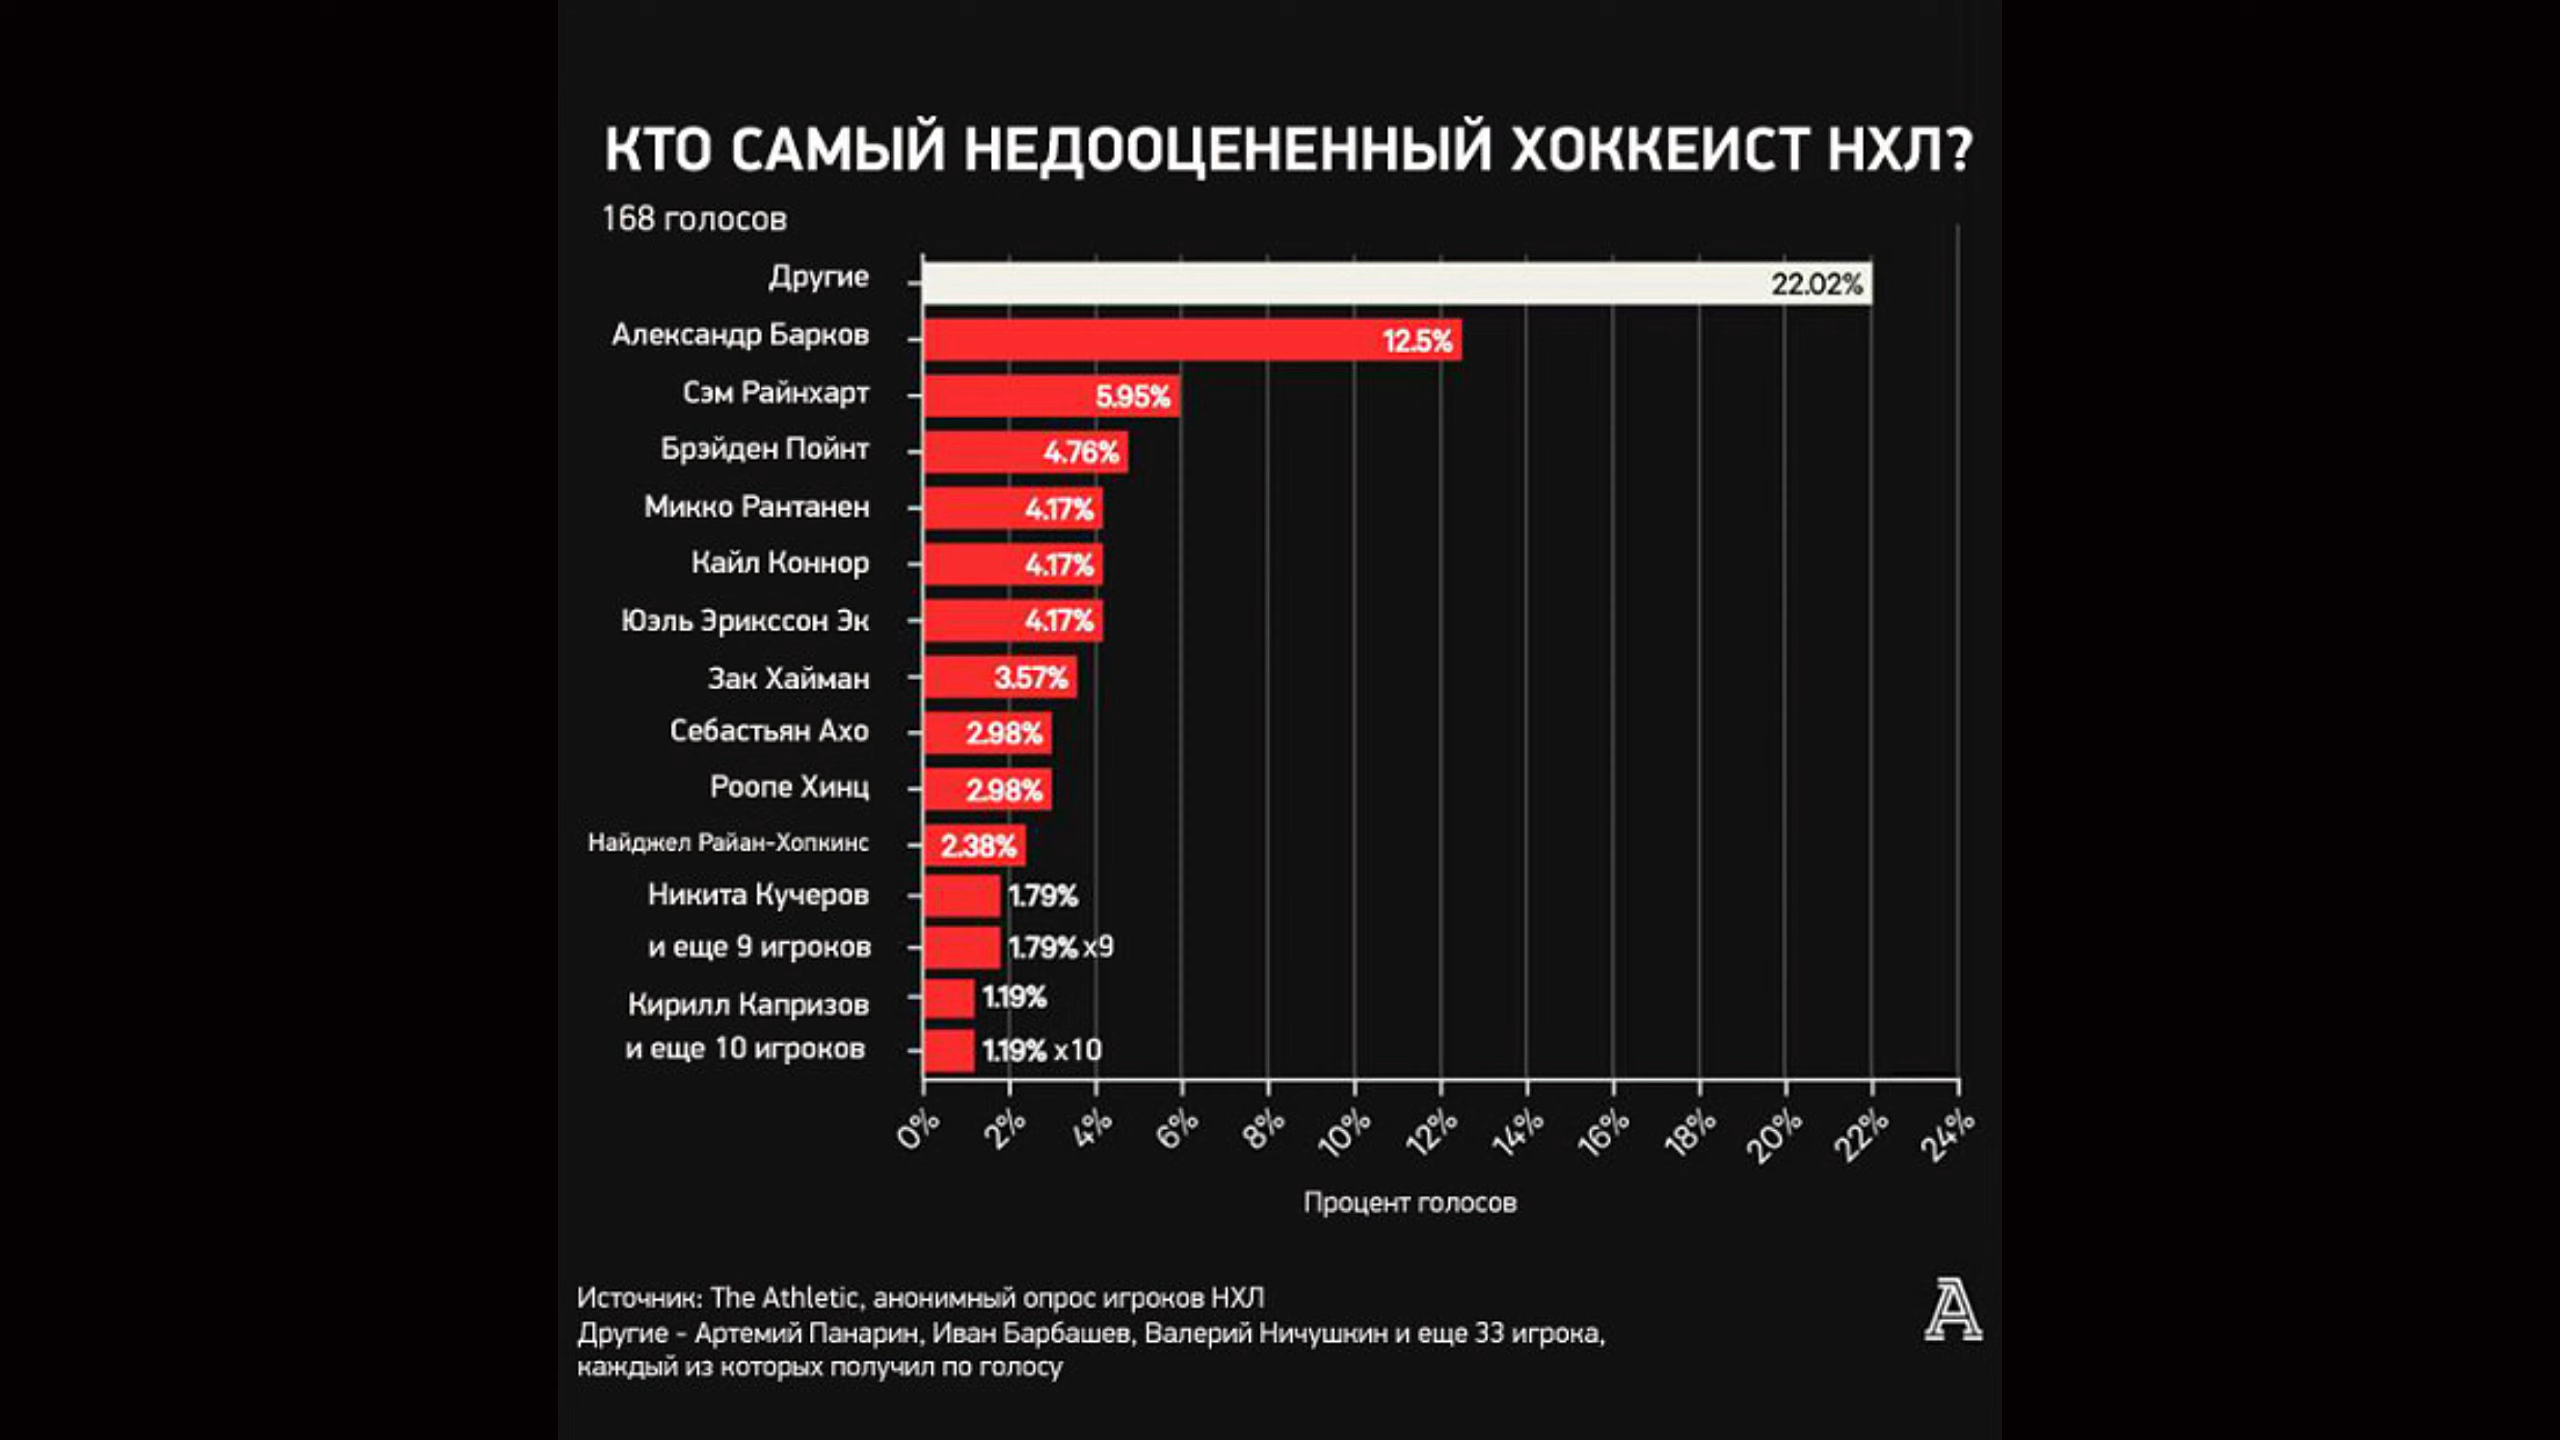 КТО САМЫЙ НЕДООЦЕНЕННЫЙ ХОККЕИСТ НХЛ?
168 голосов
Другие 22.02%
Александр Барков 12.5%
Сэм Райнхарт 5.95%
Брэйден Пойнт 4.76%
Микко Рантанен 4.17%
Кайл Коннор 4.17%
Юэль Эрикссон Эк 4.17%
Зак Хайман 3.57%
Себастьян Ахо 2.98%
Роопе Хинц 2.98%
Найджел Райан-Хопкинс 2.38%
Никита Кучеров 1.79%
и еще 9 игроков 1.79% x9
Кирилл Капризов 1.19%
и еще 10 игроков 1.19% x10
0% 2% 4% 6% 8% 10% 12% 14% 16% 18% 20% 22% 24%
Процент голосов
Источник: The Athletic, анонимный опрос игроков НХЛ
Другие - Артемий Панарин, Иван Барбашев, Валерий Ничушкин и еще 33 игрока,
каждый из которых получил по голосу
A